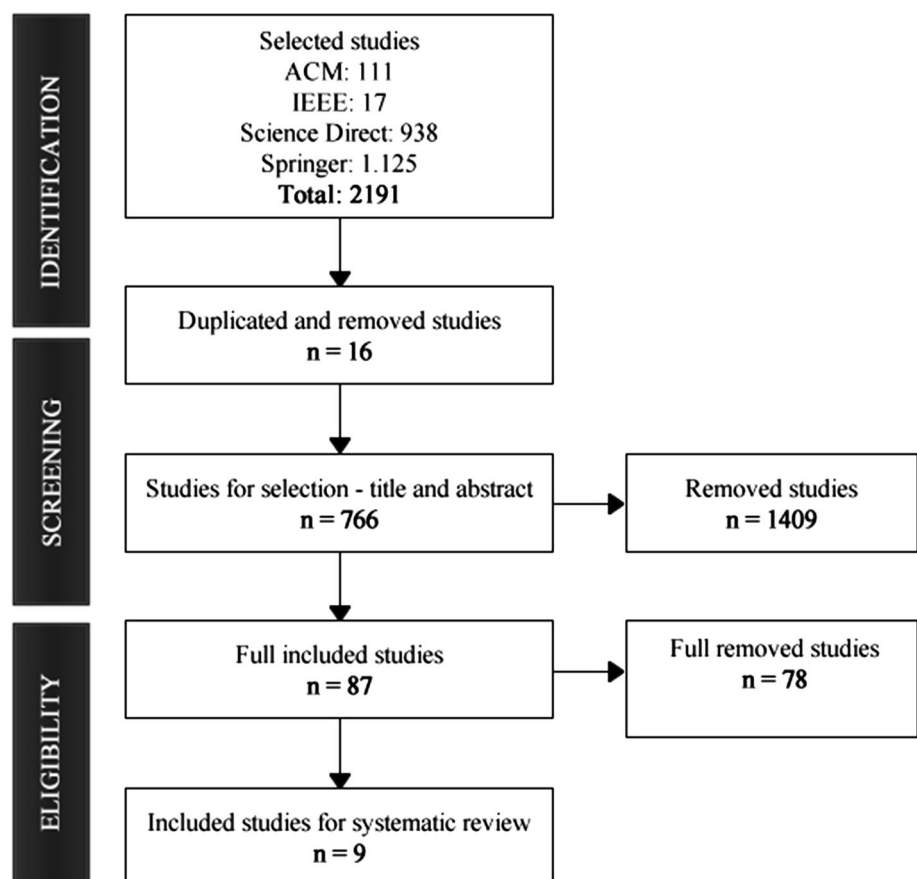 IDENTIFICATION
Selected studies
ACM: 111
IEEE: 17
Science Direct: 938
Springer: 1.125
Total: 2191
Duplicated and removed studies
n = 16
SCREENING
Studies for selection - title and abstract
n = 766
Removed studies
n = 1409
ELIGIBILITY
Full included studies
n = 87
Full removed studies
n = 78
Included studies for systematic review
n = 9